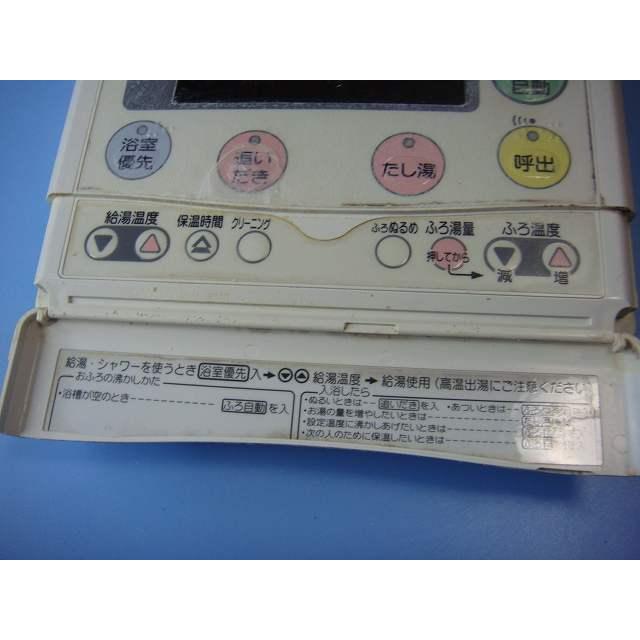 自動
浴室
優先
追い
だき
たし湯
呼出
給湯温度
保温時間
クリーニング
ふろぬるめ
ふろ湯量
押してから
ふろ温度
減
増
給湯・シャワーを使うとき 浴室優先 入 → 給湯温度 → 給湯使用 (高温出湯にご注意ください)
おふろの沸かしかた
・浴槽が空のとき ふろ自動 を入
入浴したら
・ぬるいときは 追いだき を入 ・あついときは
・お湯の量を増やしたいときは
・設定温度に沸かしあげたいときは
・次の人のために保温したいときは